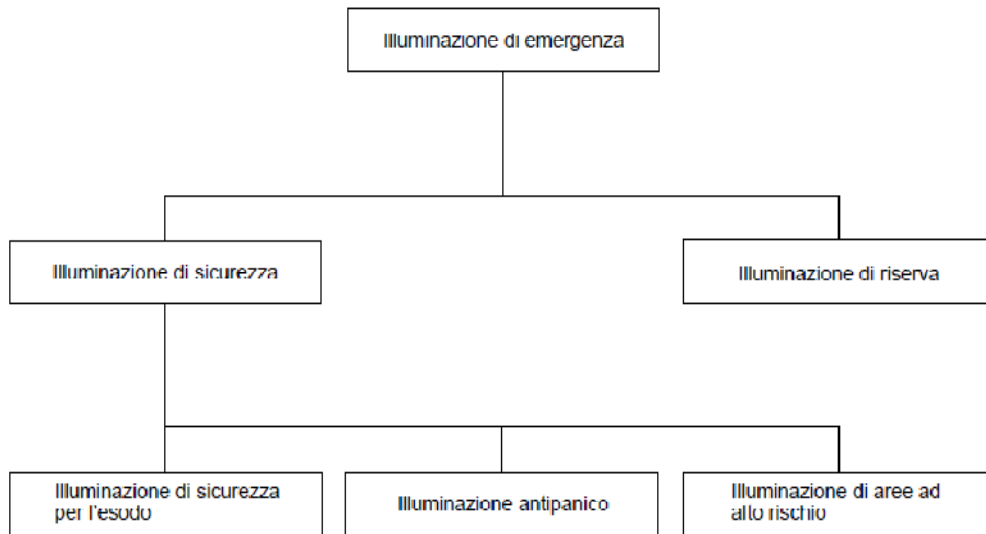 Illuminazione di emergenza
Illuminazione di sicurezza
Illuminazione di riserva
Illuminazione di sicurezza
per l'esodo
Illuminazione antipanico
Illuminazione di aree ad
alto rischio